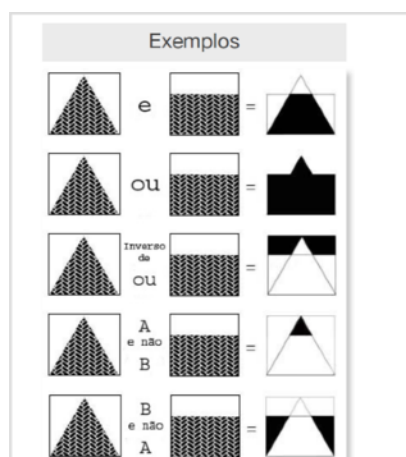 Exemplos
e
=
ou
=
Inverso
de
ou
=
A
e não
B
=
B
e não
A
=